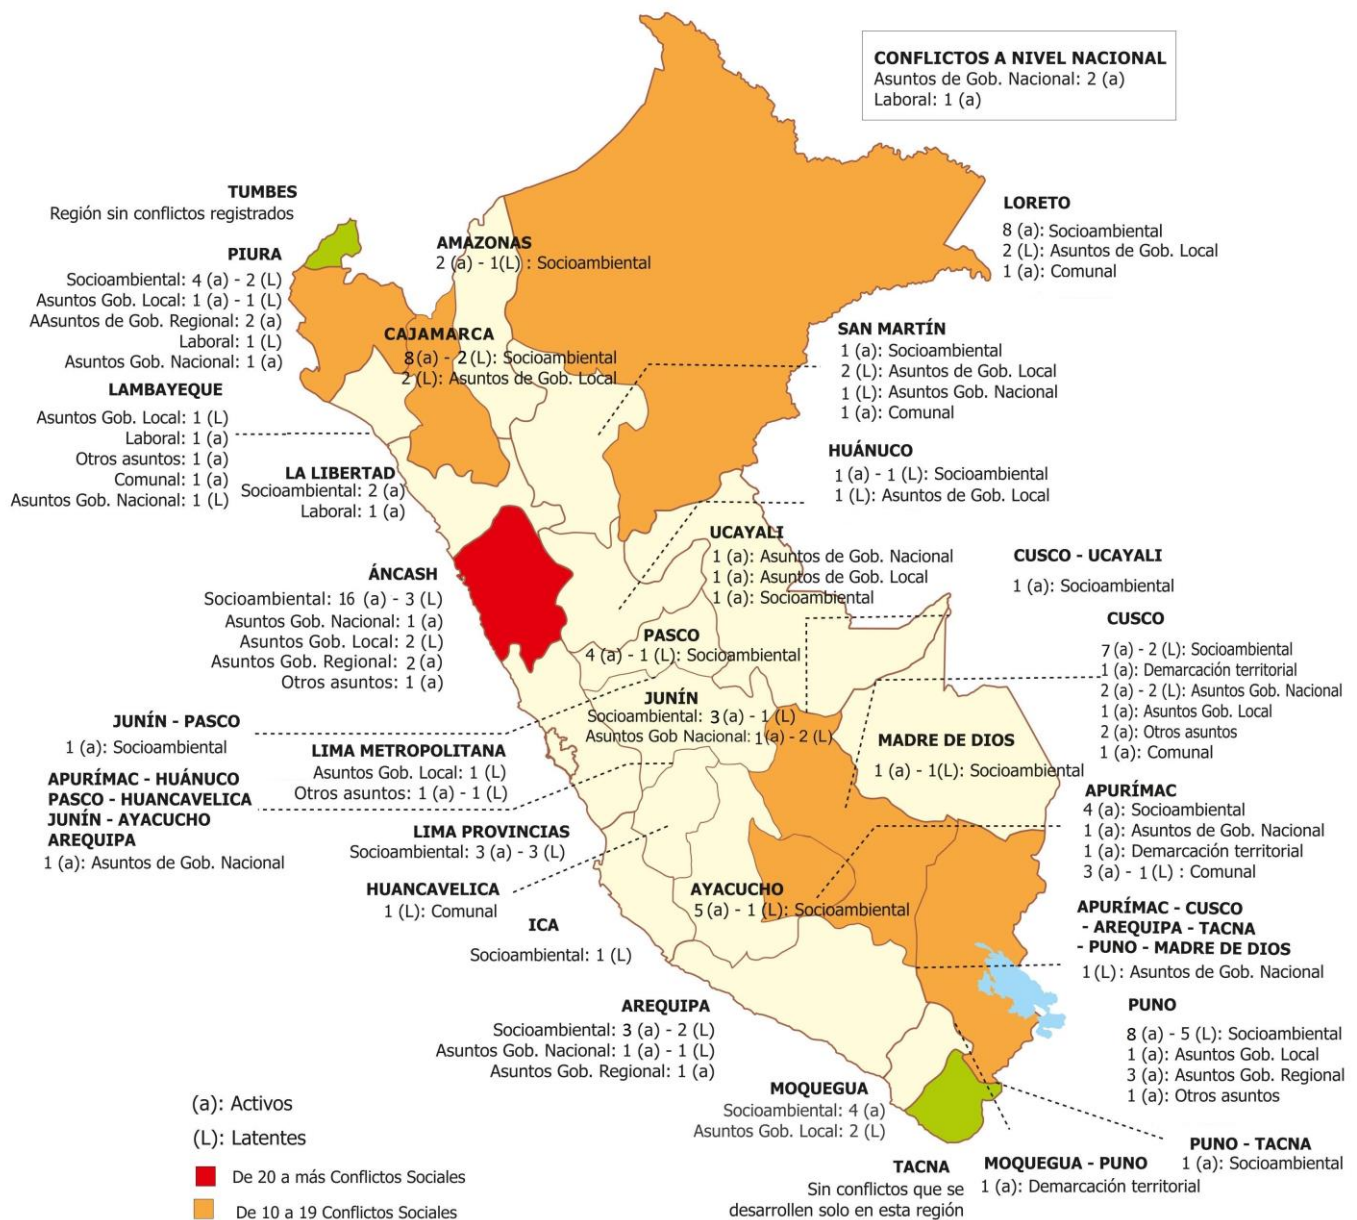 CONFLICTOS A NIVEL NACIONAL
Asuntos de Gob. Nacional: 2 (a)
Laboral: 1 (a)
TUMBES
Región sin conflictos registrados
PIURA
Socioambiental: 4 (a) - 2 (L)
Asuntos Gob. Local: 1 (a) - 1 (L)
AAsuntos de Gob. Regional: 2 (a)
Laboral: 1 (L)
Asuntos Gob. Nacional: 1 (a)
LAMBAYEQUE
Asuntos Gob. Local: 1 (L)
Laboral: 1 (a)
Otros asuntos: 1 (a)
Comunal: 1 (a)
Asuntos Gob. Nacional: 1 (L)
AMAZONAS
2 (a) - 1(L) : Socioambiental
CAJAMARCA
8 (a) - 2 (L): Socioambiental
2 (L): Asuntos de Gob. Local
LA LIBERTAD
Socioambiental: 2 (a)
Laboral: 1 (a)
LORETO
8 (a): Socioambiental
2 (L): Asuntos de Gob. Local
1 (a): Comunal
SAN MARTÍN
1 (a): Socioambiental
2 (L): Asuntos de Gob. Local
1 (L): Asuntos Gob. Nacional
1 (a): Comunal
HUÁNUCO
1 (a) - 1 (L): Socioambiental
1 (L): Asuntos de Gob. Local
UCAYALI
1 (a): Asuntos de Gob. Nacional
1 (a): Asuntos de Gob. Local
1 (a): Socioambiental
CUSCO - UCAYALI
1 (a): Socioambiental
ÁNCASH
Socioambiental: 16 (a) - 3 (L)
Asuntos Gob. Nacional: 1 (a)
Asuntos Gob. Local: 2 (L)
Asuntos Gob. Regional: 2 (a)
Otros asuntos: 1 (a)
PASCO
4 (a) - 1 (L): Socioambiental
CUSCO
7 (a) - 2 (L): Socioambiental
1 (a): Demarcación territorial
2 (a) - 2 (L): Asuntos Gob. Nacional
1 (a): Asuntos Gob. Local
2 (a): Otros asuntos
1 (a): Comunal
JUNÍN - PASCO
1 (a): Socioambiental
JUNÍN
Socioambiental: 3 (a) - 1 (L)
Asuntos Gob Nacional: 1 (a) - 2 (L)
MADRE DE DIOS
1 (a) - 1(L): Socioambiental
LIMA METROPOLITANA
Asuntos Gob. Local: 1 (L)
Otros asuntos: 1 (a) - 1 (L)
APURÍMAC - HUÁNUCO
PASCO - HUANCAVELICA
JUNÍN - AYACUCHO
AREQUIPA
1 (a): Asuntos de Gob. Nacional
LIMA PROVINCIAS
Socioambiental: 3 (a) - 3 (L)
APURÍMAC
4 (a): Socioambiental
1 (a): Asuntos de Gob. Nacional
1 (a): Demarcación territorial
3 (a) - 1 (L) : Comunal
HUANCAVELICA
1 (L): Comunal
AYACUCHO
5 (a) - 1 (L): Socioambiental
ICA
Socioambiental: 1 (L)
APURÍMAC - CUSCO
- AREQUIPA - TACNA
- PUNO - MADRE DE DIOS
1 (L): Asuntos de Gob. Nacional
AREQUIPA
Socioambiental: 3 (a) - 2 (L)
Asuntos Gob. Nacional: 1 (a) - 1 (L)
Asuntos Gob. Regional: 1 (a)
PUNO
8 (a) - 5 (L): Socioambiental
1 (a): Asuntos Gob. Local
3 (a): Asuntos Gob. Regional
1 (a): Otros asuntos
MOQUEGUA
Socioambiental: 4 (a)
Asuntos Gob. Local: 2 (L)
TACNA
Sin conflictos que se
desarrollen solo en esta región
MOQUEGUA - PUNO
1 (a): Demarcación territorial
PUNO - TACNA
1 (a): Socioambiental
(a): Activos
(L): Latentes
De 20 a más Conflictos Sociales
De 10 a 19 Conflictos Sociales